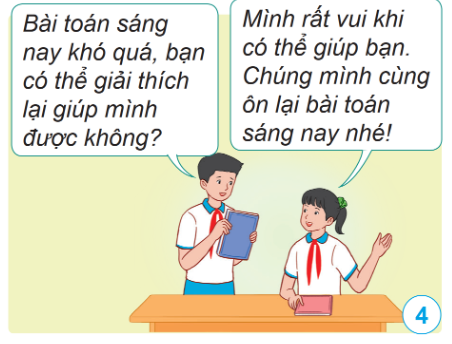 Bài toán sáng
nay khó quá, bạn
có thể giải thích
lại giúp mình
được không?
Mình rất vui khi
có thể giúp bạn.
Chúng mình cùng
ôn lại bài toán
sáng nay nhé!
4